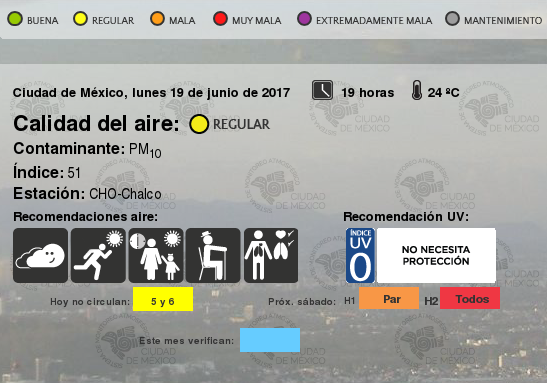 BUENA REGULAR MALA MUY MALA EXTREMADAMENTE MALA MANTENIMIENTO
Ciudad de México, lunes 19 de junio de 2017 19 horas 24 ºC
Calidad del aire: REGULAR
Contaminante: PM10
Índice: 51
Estación: CHO-Chalco
Recomendaciones aire: Recomendación UV:
ÍNDICE
UV
0
NO NECESITA
PROTECCIÓN
Hoy no circulan: 5 y 6 Próx. sábado: H1 Par H2 Todos
Este mes verifican:
CIUDAD
DE MÉXICO